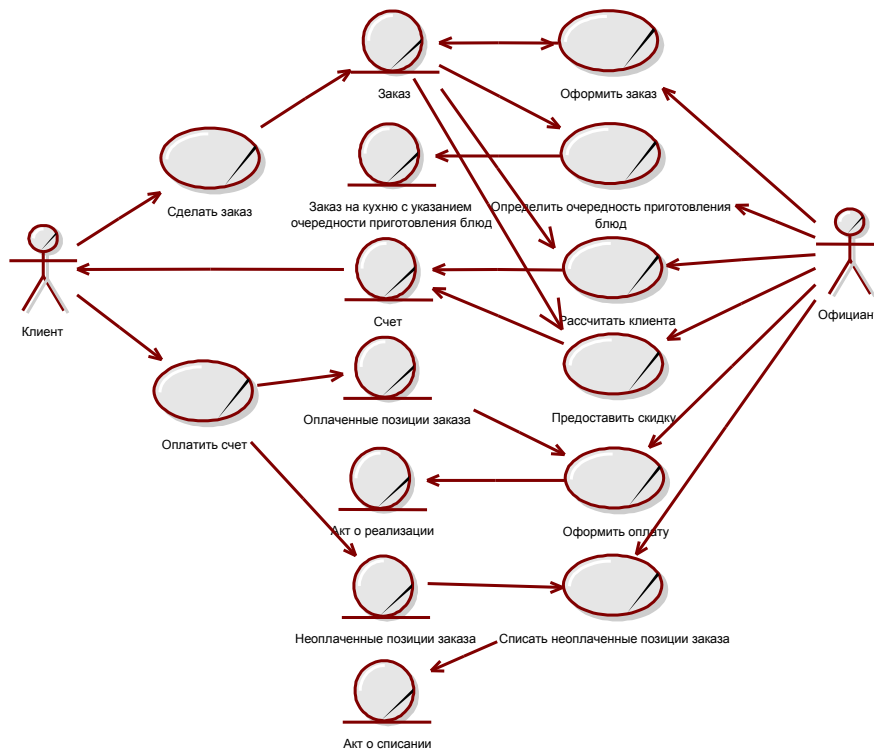 Заказ
Оформить заказ
Сделать заказ
Заказ на кухню с указанием
очередности приготовления блюд
Определить очередность приготовления
блюд
Клиент
Счет
Рассчитать клиента
Официан
Оплатить счет
Оплаченные позиции заказа
Предоставить скидку
Акт о реализации
Оформить оплату
Неоплаченные позиции заказа
Списать неоплаченные позиции заказа
Акт о списании